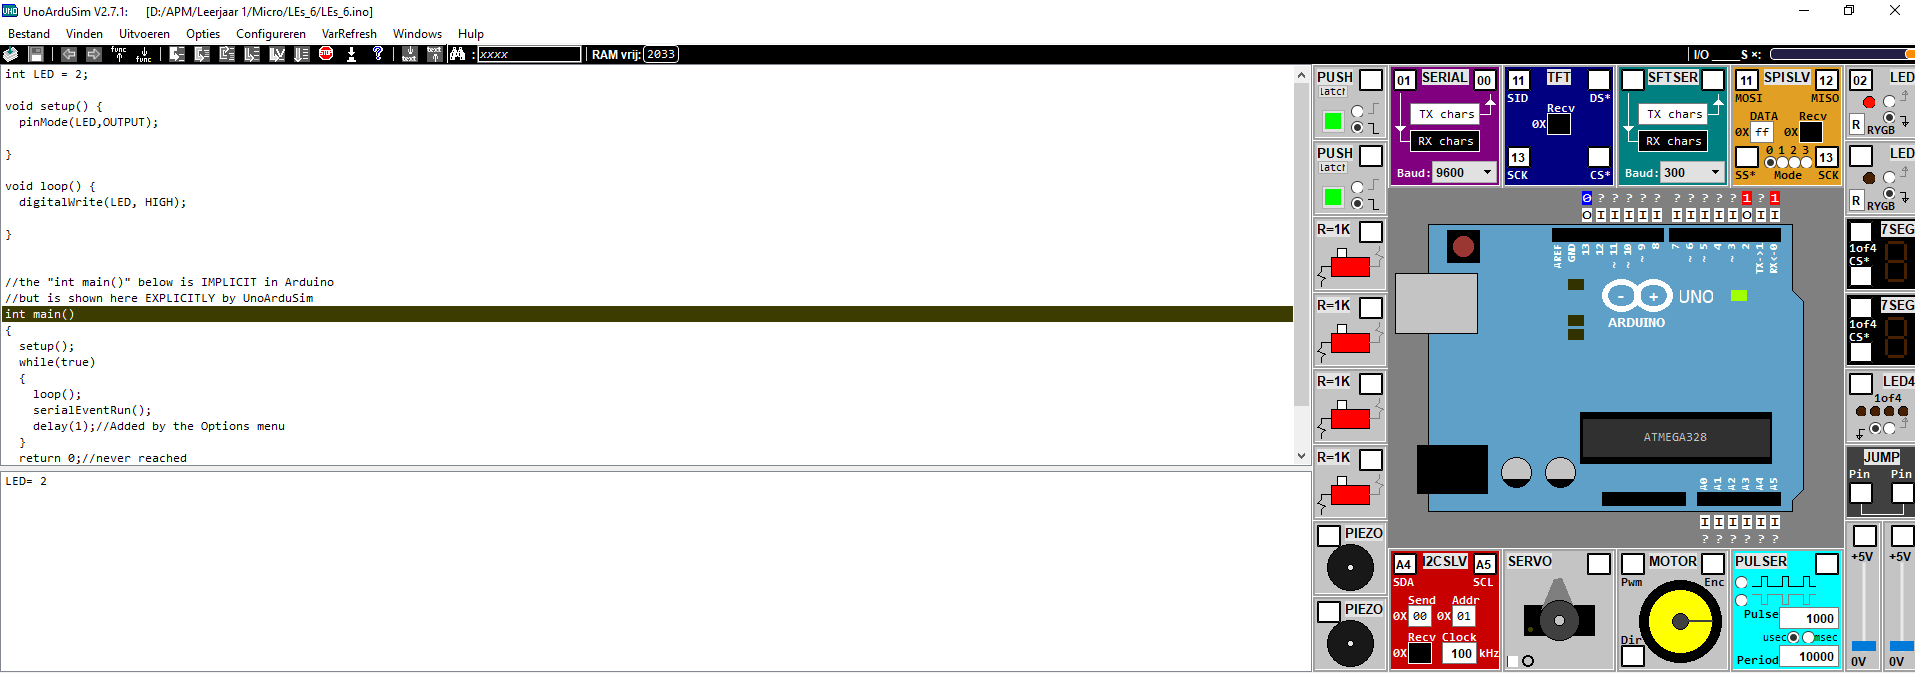 UnoArduSim V2.7.1: [D:/APM/Leerjaar 1/Micro/LEs_6/LEs_6.ino]
Bestand Vinden Uitvoeren Opties Configureren VarRefresh Windows Help
func func STOP ? text text : xxxx RAM vrij: 2033 I/O ____S ×:
int LED = 2;
void setup() {
pinMode(LED,OUTPUT);
}
void loop() {
digitalWrite(LED, HIGH);
}
//the "int main()" below is IMPLICIT in Arduino
//but is shown here EXPLICITLY by UnoArduSim
int main()
{
setup();
while(true)
{
loop();
serialEventRun();
delay(1);//Added by the Options menu
}
return 0;//never reached
LED= 2
PUSH
Latch
PUSH
Latch
R=1K
R=1K
R=1K
R=1K
PIEZO
PIEZO
01 SERIAL 00
TX chars
RX chars
Baud: 9600
11 TFT
SID DS*
Recv
0X
13
SCK CS*
SFTSER
TX chars
RX chars
Baud: 300
11 SPISLV 12
MOSI MISO
DATA Recv
0X ff 0X
0 1 2 3
13
SS* Mode SCK
02 LED
R RYGB
LED
R RYGB
7SEG
1of4
CS*
7SEG
1of4
CS*
LED4
1of4
JUMP
Pin Pin
+5V +5V
0V 0V
0 ? ? ? ? ? ? ? ? ? ? 1 ? 1
O I I I I I I I I I I O I I
AREF GND 13 12 ~ 11 ~ 10 ~ 9 8 7 ~ 6 ~ 5 4 ~ 3 2 TX->1 RX<-0
- + UNO
ARDUINO
ATMEGA328
A0 A1 A2 A3 A4 A5
I I I I I I
? ? ? ? ? ?
A4 I2CSLV A5
SDA SCL
Send Addr
0X 00 0X 01
Recv Clock
0X 100 kHz
SERVO
MOTOR
Pwm Enc
Dir
PULSER
Pulse 1000
usec msec
Period 10000